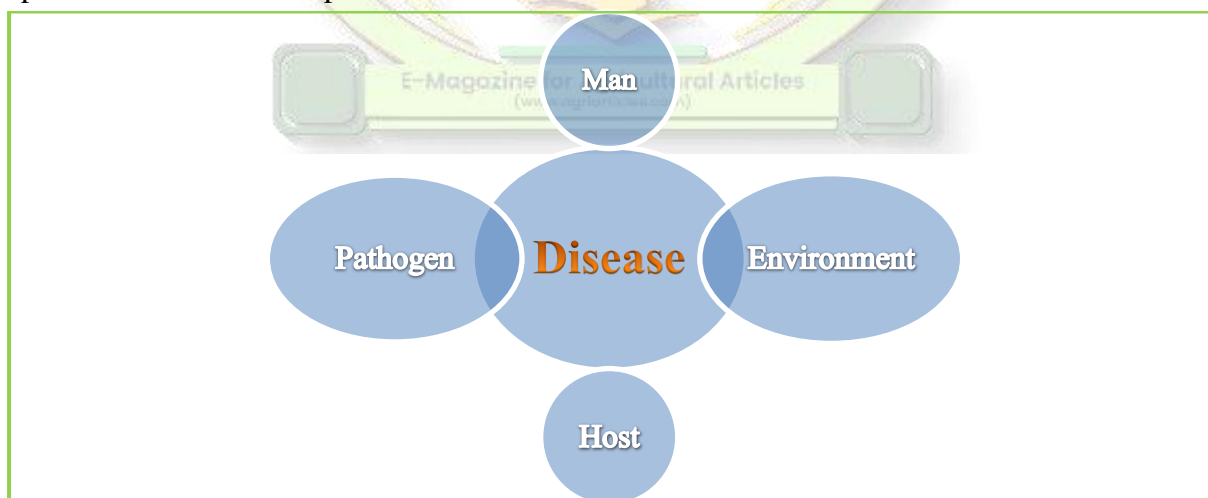 Man
E-Magazine for Agricultural Articles
Pathogen
Disease
Environment
Host